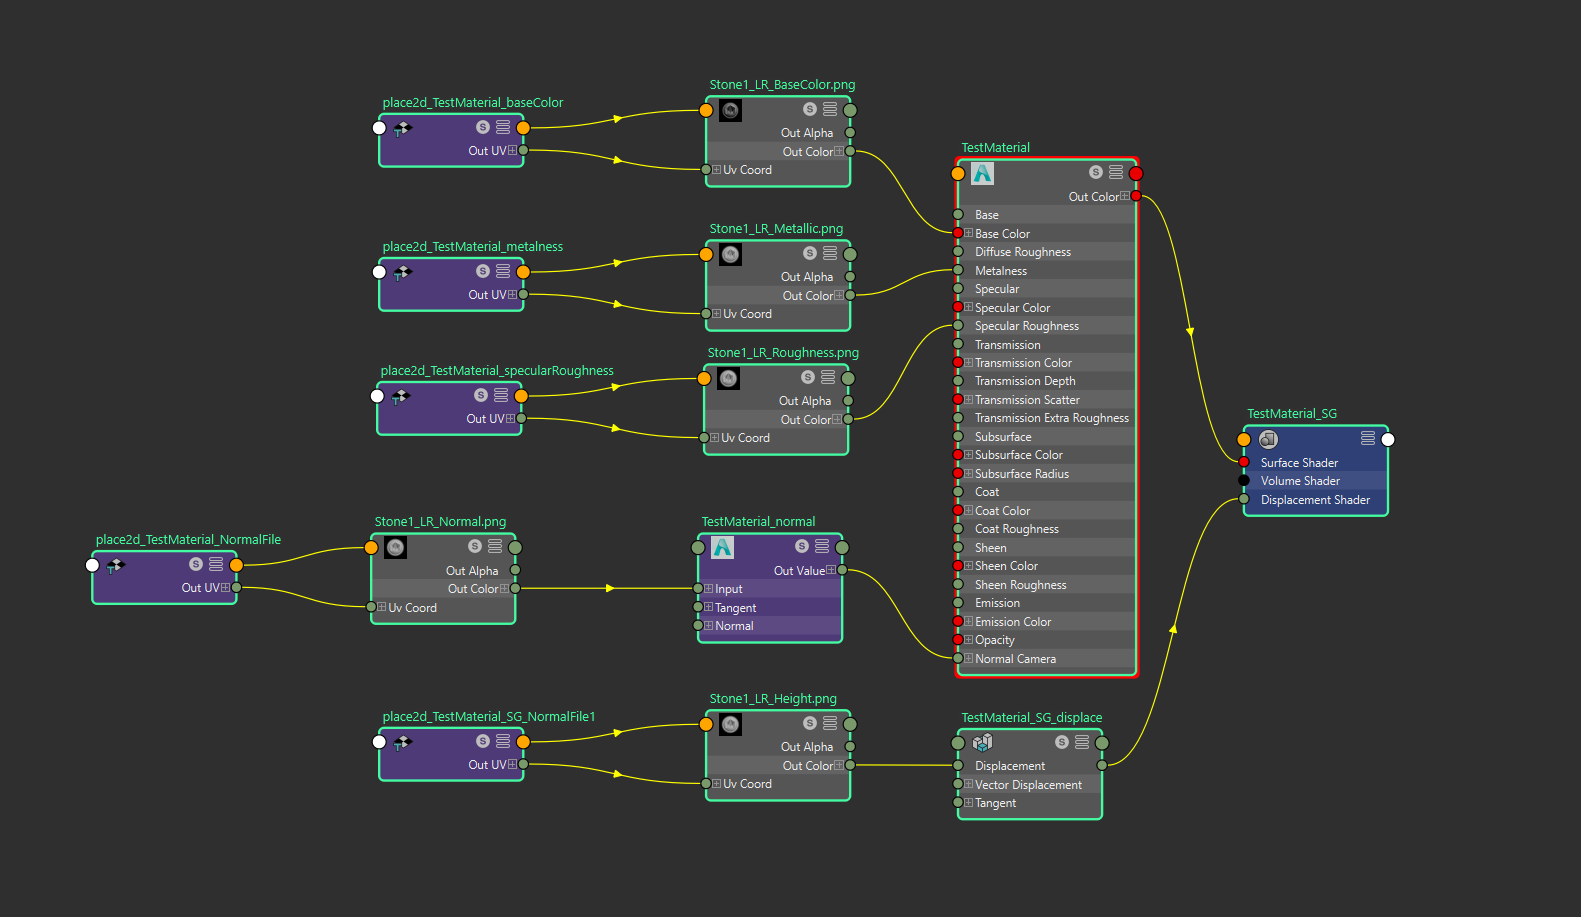 place2d_TestMaterial_baseColor
S
Out UV
Stone1_LR_BaseColor.png
S
Out Alpha
Out Color
Uv Coord
place2d_TestMaterial_metalness
S
Out UV
Stone1_LR_Metallic.png
S
Out Alpha
Out Color
Uv Coord
place2d_TestMaterial_specularRoughness
S
Out UV
Stone1_LR_Roughness.png
S
Out Alpha
Out Color
Uv Coord
place2d_TestMaterial_NormalFile
S
Out UV
Stone1_LR_Normal.png
S
Out Alpha
Out Color
Uv Coord
TestMaterial_normal
S
Out Value
Input
Tangent
Normal
place2d_TestMaterial_SG_NormalFile1
S
Out UV
Stone1_LR_Height.png
S
Out Alpha
Out Color
Uv Coord
TestMaterial
S
Out Color
Base
Base Color
Diffuse Roughness
Metalness
Specular
Specular Color
Specular Roughness
Transmission
Transmission Color
Transmission Depth
Transmission Scatter
Transmission Extra Roughness
Subsurface
Subsurface Color
Subsurface Radius
Coat
Coat Color
Coat Roughness
Sheen
Sheen Color
Sheen Roughness
Emission
Emission Color
Opacity
Normal Camera
TestMaterial_SG_displace
S
Displacement
Vector Displacement
Tangent
TestMaterial_SG
Surface Shader
Volume Shader
Displacement Shader